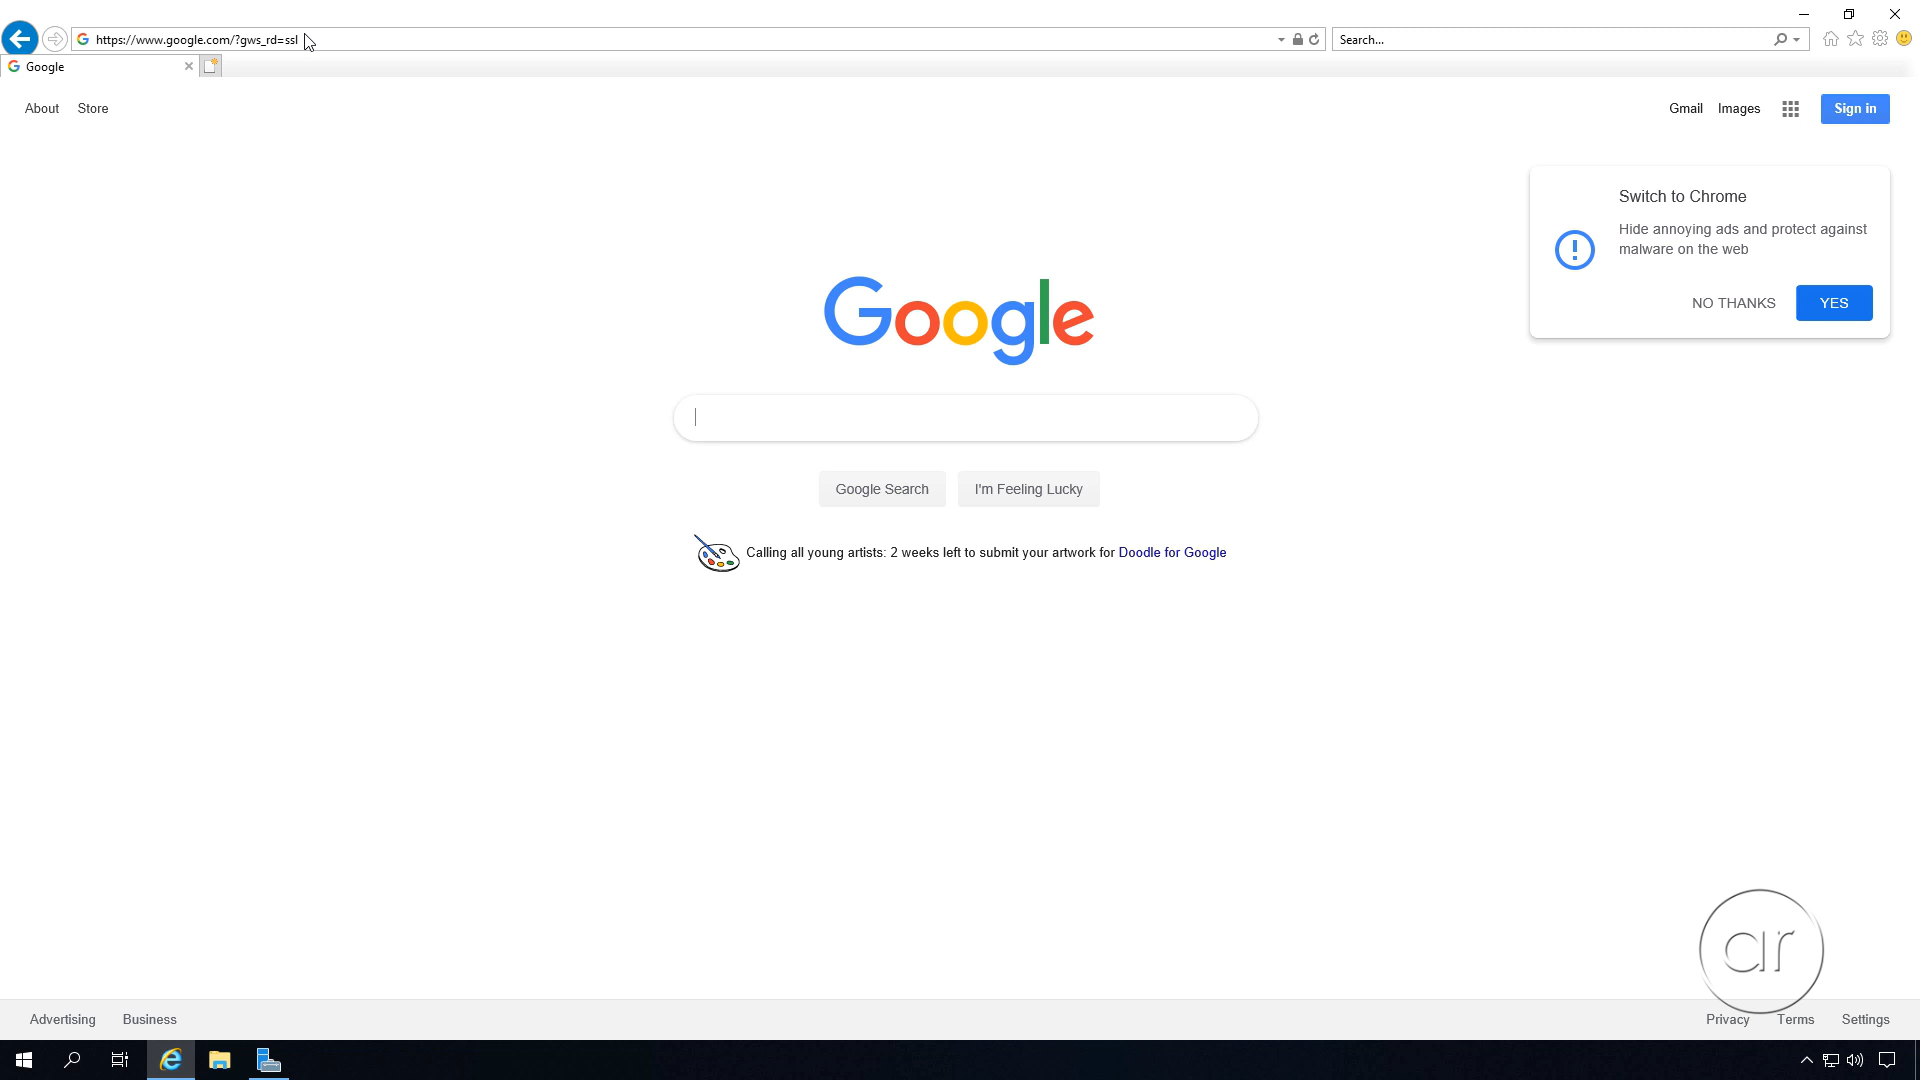 https://www.google.com/?gws_rd=ssl
Search...
Google
About Store
Gmail Images Sign in
Switch to Chrome
Hide annoying ads and protect against
malware on the web
NO THANKS YES
Google
Google Search I'm Feeling Lucky
Calling all young artists: 2 weeks left to submit your artwork for Doodle for Google
ar
Advertising Business
Privacy Terms Settings